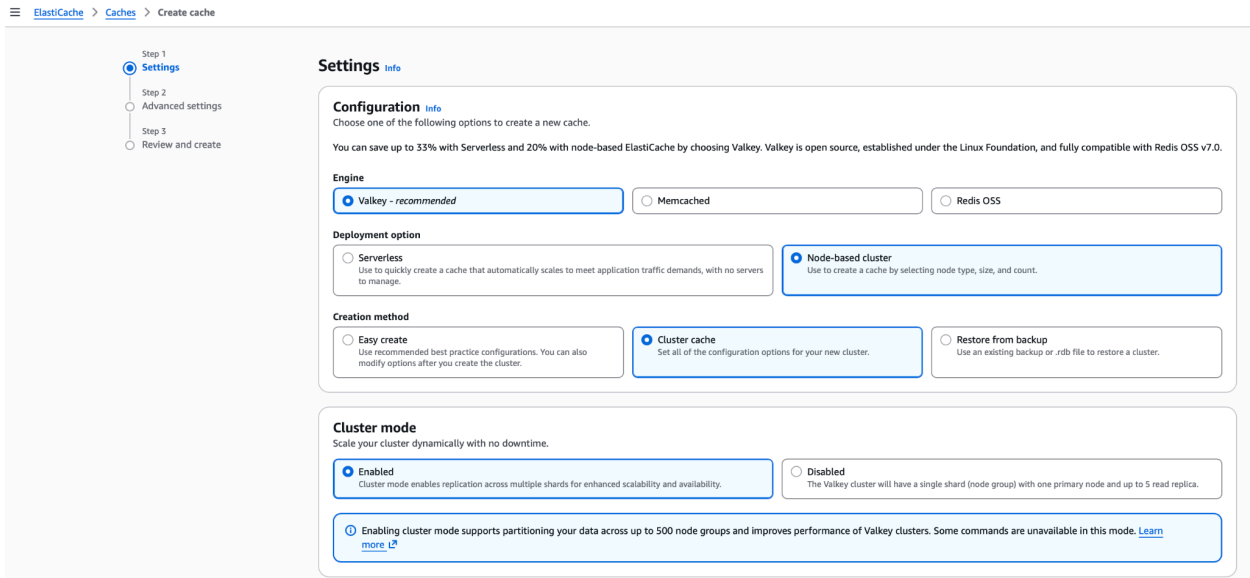 ElastiCache > Caches > Create cache
Step 1
Settings
Step 2
Advanced settings
Step 3
Review and create
Settings Info
Configuration Info
Choose one of the following options to create a new cache.
You can save up to 33% with Serverless and 20% with node-based ElastiCache by choosing Valkey. Valkey is open source, established under the Linux Foundation, and fully compatible with Redis OSS v7.0.
Engine
Valkey - recommended
Memcached
Redis OSS
Deployment option
Serverless
Use to quickly create a cache that automatically scales to meet application traffic demands, with no servers
to manage.
Node-based cluster
Use to create a cache by selecting node type, size, and count.
Creation method
Easy create
Use recommended best practice configurations. You can also
modify options after you create the cluster.
Cluster cache
Set all of the configuration options for your new cluster.
Restore from backup
Use an existing backup or .rdb file to restore a cluster.
Cluster mode
Scale your cluster dynamically with no downtime.
Enabled
Cluster mode enables replication across multiple shards for enhanced scalability and availability.
Disabled
The Valkey cluster will have a single shard (node group) with one primary node and up to 5 read replica.
Enabling cluster mode supports partitioning your data across up to 500 node groups and improves performance of Valkey clusters. Some commands are unavailable in this mode. Learn
more